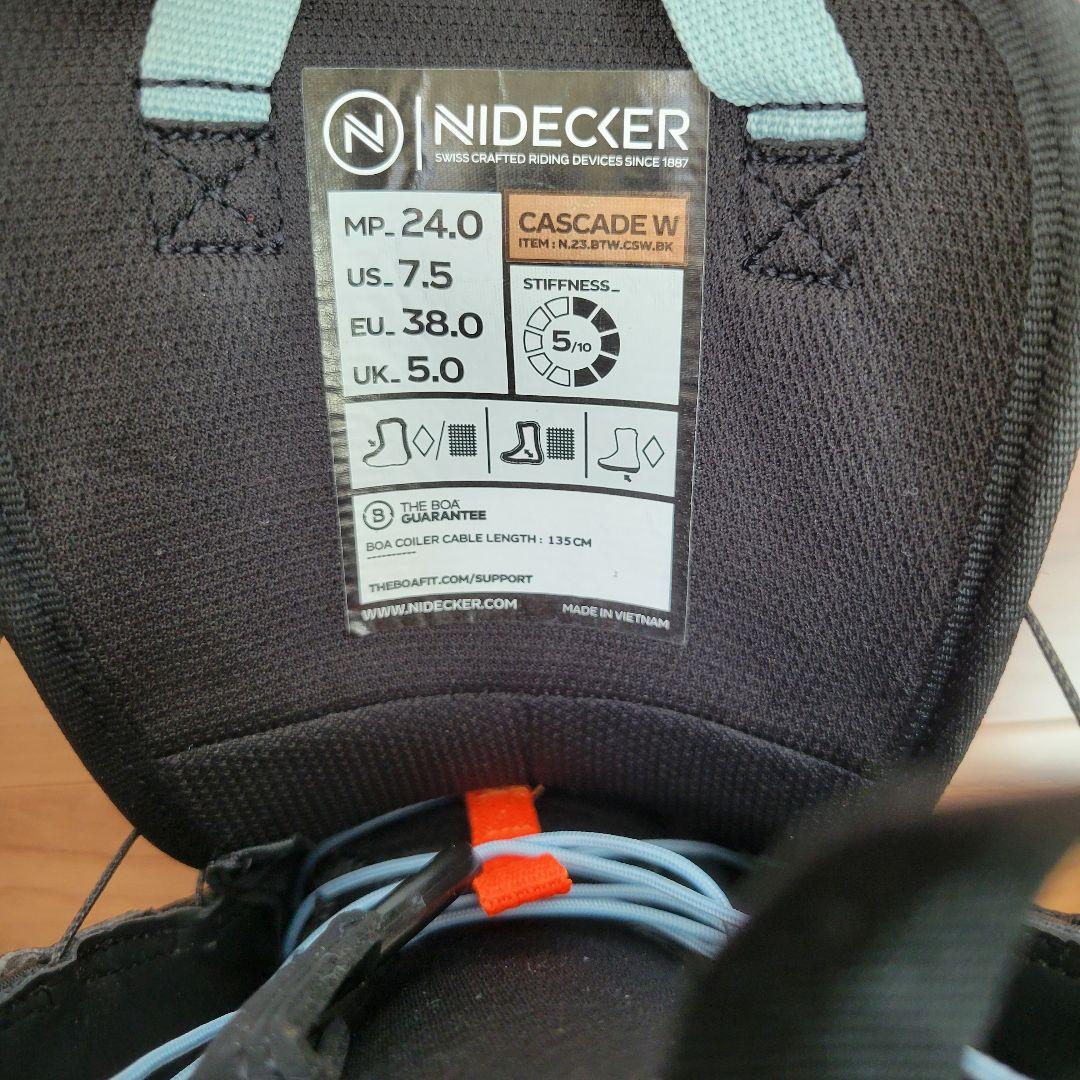 N NIDECKER
SWISS CRAFTED RIDING DEVICES SINCE 1887
MP_ 24.0
US_ 7.5
EU_ 38.0
UK_ 5.0
CASCADE W
ITEM : N.23.BTW.CSW.BK
STIFFNESS_
5/10
B THE BOA
GUARANTEE
BOA COILER CABLE LENGTH : 135 CM
----------
THEBOAFIT.COM/SUPPORT
WWW.NIDECKER.COM
MADE IN VIETNAM